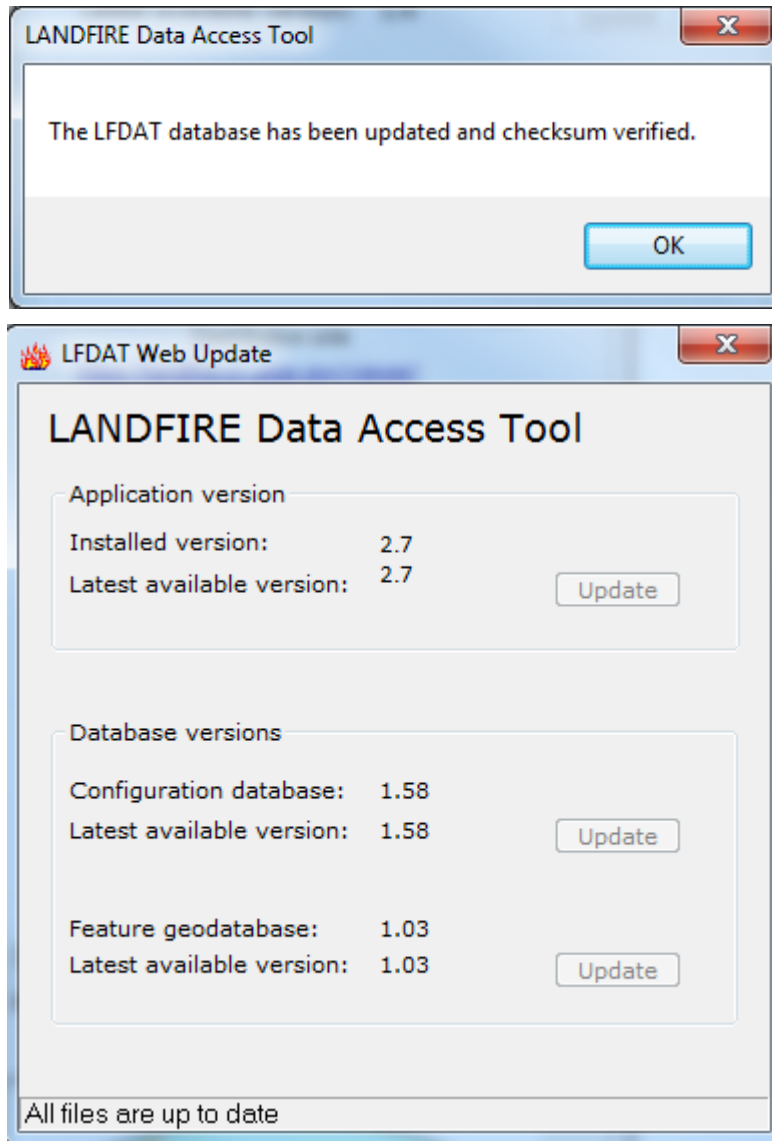 LANDFIRE Data Access Tool
The LFDAT database has been updated and checksum verified.
OK
LFDAT Web Update
LANDFIRE Data Access Tool
Application version
Installed version: 2.7
Latest available version: 2.7 Update
Database versions
Configuration database: 1.58
Latest available version: 1.58 Update
Feature geodatabase: 1.03
Latest available version: 1.03 Update
All files are up to date